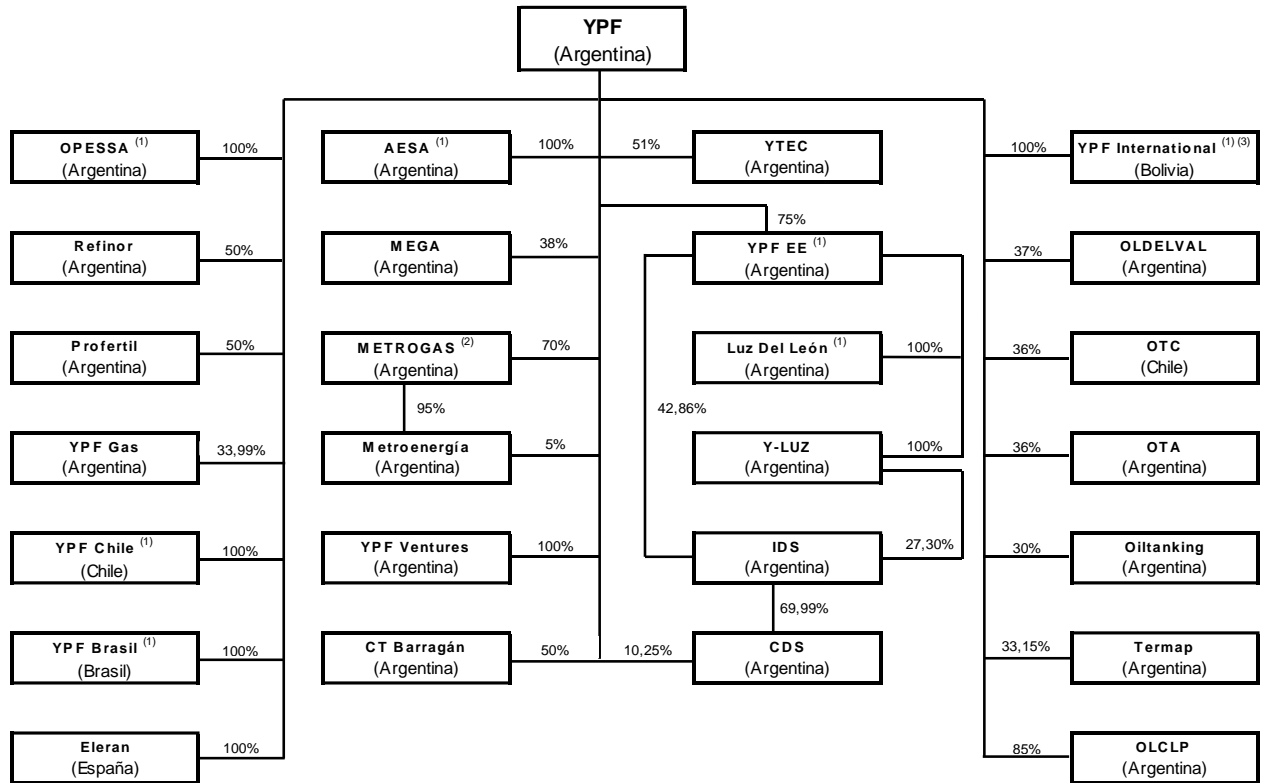 YPF
(Argentina)
OPESSA (1)
(Argentina)
100%
AESA (1)
(Argentina)
100%
51%
YTEC
(Argentina)
100%
YPF International (1) (3)
(Bolivia)
75%
Refinor
(Argentina)
50%
MEGA
(Argentina)
38%
YPF EE (1)
(Argentina)
37%
OLDELVAL
(Argentina)
Profertil
(Argentina)
50%
METROGAS (2)
(Argentina)
70%
Luz Del León (1)
(Argentina)
100%
36%
OTC
(Chile)
95%
42,86%
YPF Gas
(Argentina)
33,99%
Metroenergía
(Argentina)
5%
Y-LUZ
(Argentina)
100%
36%
OTA
(Argentina)
YPF Chile (1)
(Chile)
100%
YPF Ventures
(Argentina)
100%
IDS
(Argentina)
27,30%
30%
Oiltanking
(Argentina)
69,99%
YPF Brasil (1)
(Brasil)
100%
CT Barragán
(Argentina)
50%
10,25%
CDS
(Argentina)
33,15%
Termap
(Argentina)
Eleran
(España)
100%
85%
OLCLP
(Argentina)